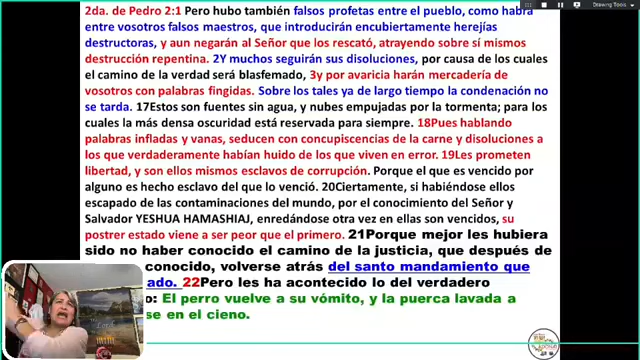 Drawing Tools
2da. de Pedro 2:1 Pero hubo también falsos profetas entre el pueblo, como habrá
entre vosotros falsos maestros, que introducirán encubiertamente herejías
destructoras, y aun negarán al Señor que los rescató, atrayendo sobre sí mismos
destrucción repentina. 2Y muchos seguirán sus disoluciones, por causa de los cuales
el camino de la verdad será blasfemado, 3y por avaricia harán mercadería de
vosotros con palabras fingidas. Sobre los tales ya de largo tiempo la condenación no
se tarda. 17Estos son fuentes sin agua, y nubes empujadas por la tormenta; para los
cuales la más densa oscuridad está reservada para siempre. 18Pues hablando
palabras infladas y vanas, seducen con concupiscencias de la carne y disoluciones a
los que verdaderamente habían huido de los que viven en error. 19Les prometen
libertad, y son ellos mismos esclavos de corrupción. Porque el que es vencido por
alguno es hecho esclavo del que lo venció. 20Ciertamente, si habiéndose ellos
escapado de las contaminaciones del mundo, por el conocimiento del Señor y
Salvador YESHUA HAMASHIAJ, enredándose otra vez en ellas son vencidos, su
postrer estado viene a ser peor que el primero. 21Porque mejor les hubiera
sido no haber conocido el camino de la justicia, que después de
conocido, volverse atrás del santo mandamiento que
ado. 22Pero les ha acontecido lo del verdadero
o: El perro vuelve a su vómito, y la puerca lavada a
se en el cieno.